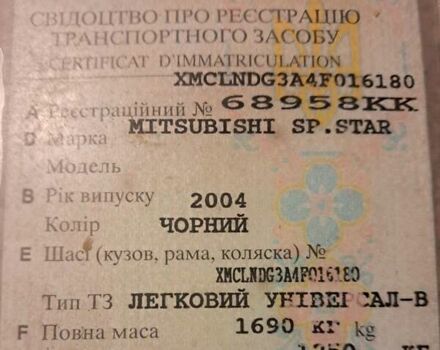 СВІДОЦТВО ПРО РЕЄСТРАЦІЮ
ТРАНСПОРТНОГО ЗАСОБУ
CERTIFICAT D'IMMATRICULATION
XMCLNDG3A4F016180
A Реєстраційний № 68958KK
D Марка MITSUBISHI SP.STAR
Модель
B Рік випуску 2004
Колір ЧОРНИЙ
E Шасі (кузов, рама, коляска) №
XMCLNDG3A4F016180
Тип ТЗ ЛЕГКОВИЙ УНІВЕРСАЛ-В
F Повна маса 1690 кг kg